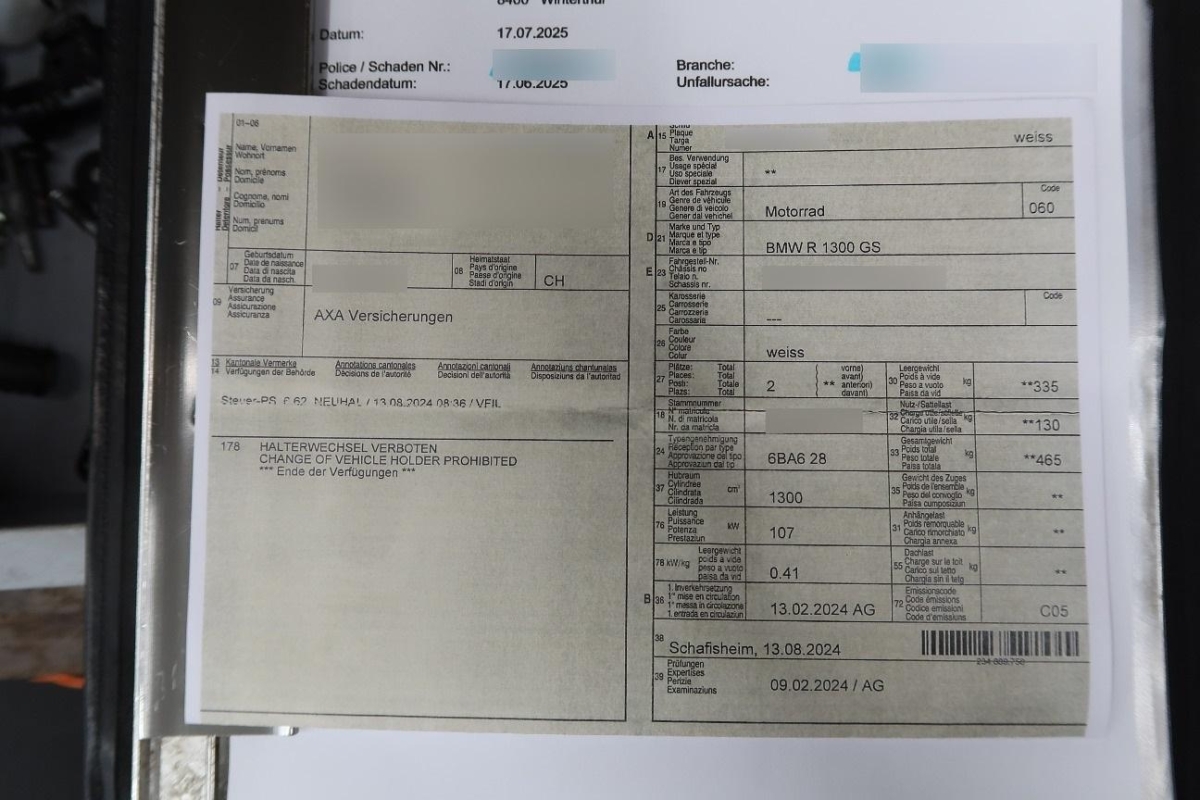 8400 Winterthur
Datum: 17.07.2025
Police / Schaden Nr.:
Branche:
Schadendatum: 17.06.2025
Unfallursache:
01-06
Name, Vornamen
Wohnort
Nom, prénoms
Domicile
Cognome, nomi
Domicilio
Num, prenums
Domicil
07 Geburtsdatum
Data de naissance
Data di nascita
Data da nasch.
08 Heimatstaat
Pays d'origine
Paese d'origine
Stadi d'origin
CH
09 Versicherung
Assurance
Assicurazione
Assicuranza
AXA Versicherungen
13 Kantonale Vermerke Annotations cantonales Annotazioni cantonali Annotaziuns chantunalas
14 Verfügungen der Behörde Décisions de l'autorité Decisioni dell'autorità Disposiziuns da l'autoritad
Steuer-PS 6.62 NEUHAL / 13.08.2024 08:36 / VEIL
178 HALTERWECHSEL VERBOTEN
CHANGE OF VEHICLE HOLDER PROHIBITED
*** Ende der Verfügungen ***
A 15 Schild
Plaque
Targa
Numer
weiss
17 Bes. Verwendung
Usage spécial
Uso speciale
Diever spezial
**
19 Art des Fahrzeugs
Genre de véhicule
Genere di veicolo
Gener dal vehichel
Motorrad
Code
060
D 21 Marke und Typ
Marque et type
Marca e tipo
Marca e tip
BMW R 1300 GS
E 23 Fahrgestell-Nr.
Châssis no
Telaio n.
Schassis nr.
25 Karosserie
Carrosserie
Carrozzeria
Carossaria
---
Code
26 Farbe
Couleur
Colore
Colur
weiss
27 Plätze: Total
Places: Total
Posti: Totale
Plazs: Total
2
** vorne)
avant)
anteriori)
davant)
30 Leergewicht
Poids à vide
Peso a vuoto
Paisa da vid
kg
**335
18 Stammnummer
N° matricule
N. di matricola
Nr. da matricla
32 Nutz-/Sattellast
Charge utile/sellette
Carico utile/sella
Chargia utila/sella
kg
**130
24 Typengenehmigung
Réception par type
Approvazione del tipo
Approvaziun dal tip
6BA6 28
33 Gesamtgewicht
Poids total
Peso totale
Paisa totala
kg
**465
37 Hubraum
Cylindrée
Cilindrata
Cilindrada
cm³
1300
35 Gewicht des Zuges
Poids de l'ensemble
Peso del convoglio
Paisa cumposiziun
kg
**
76 Leistung
Puissance
Potenza
Prestaziun
kW
107
31 Anhängelast
Poids remorquable
Carico rimorchiato
Chargia annexa
kg
**
78 kW/kg Leergewicht
poids à vide
peso a vuoto
paisa da vid
0.41
55 Dachlast
Charge sur le toit
Carico sul tetto
Chargia sin il tetg
kg
**
B 36 1. Inverkehrsetzung
1re mise en circulation
1a messa in circolazione
1. entrada en circulaziun
13.02.2024 AG
72 Emissionscode
Code émissions
Codice emissioni
Code d'emissiuns
C05
38
Schafisheim, 13.08.2024
39 Prüfungen
Expertises
Perizie
Examinaziuns
09.02.2024 / AG